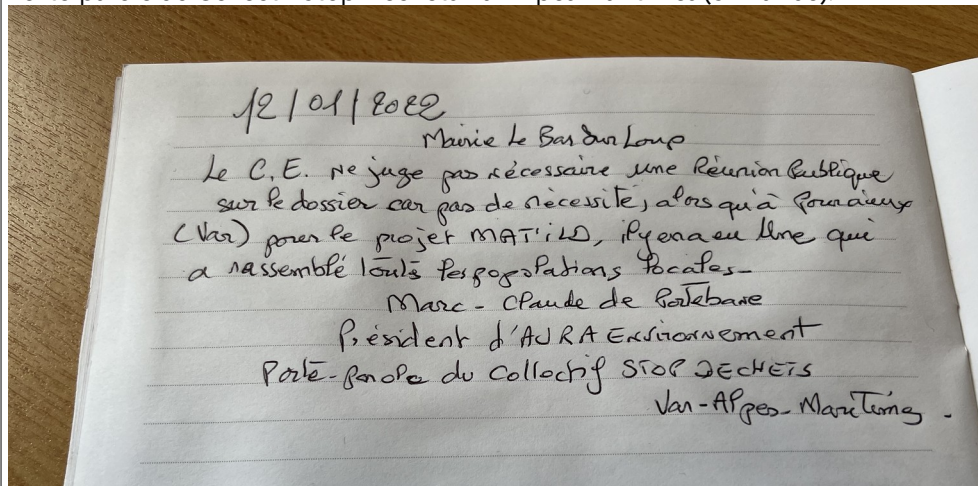 12/01/2022
Mairie Le Bar sur Loup
Le C.E. ne juge pas nécessaire une Réunion Publique
sur le dossier car pas de nécessité, alors qu'à Pourrieux
(Var) pour le projet MAT'ILD, il y en a eu Une qui
a rassemblé toute les populations locales-
Marc-Claude de Portebane
Président d'AURA Environnement
Porte-parole du Collectif STOP DECHETS
Var-Alpes-Maritimes.